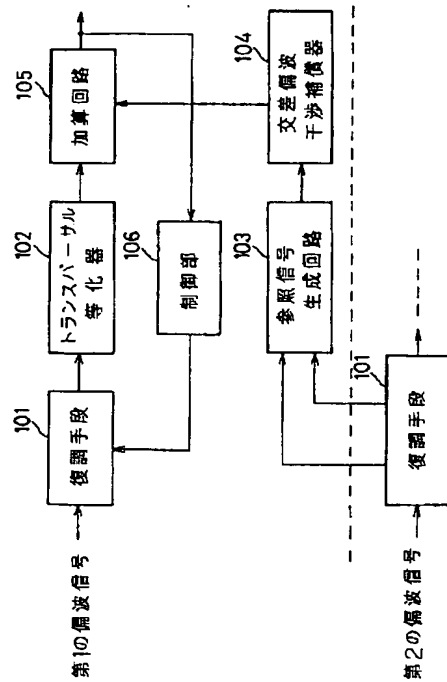 第1の偏波信号
101
復調手段
102
トランスバーサル
等化器
105
加算回路
106
制御部
103
参照信号
生成回路
104
交差偏波
干渉補償器
第2の偏波信号
101
復調手段